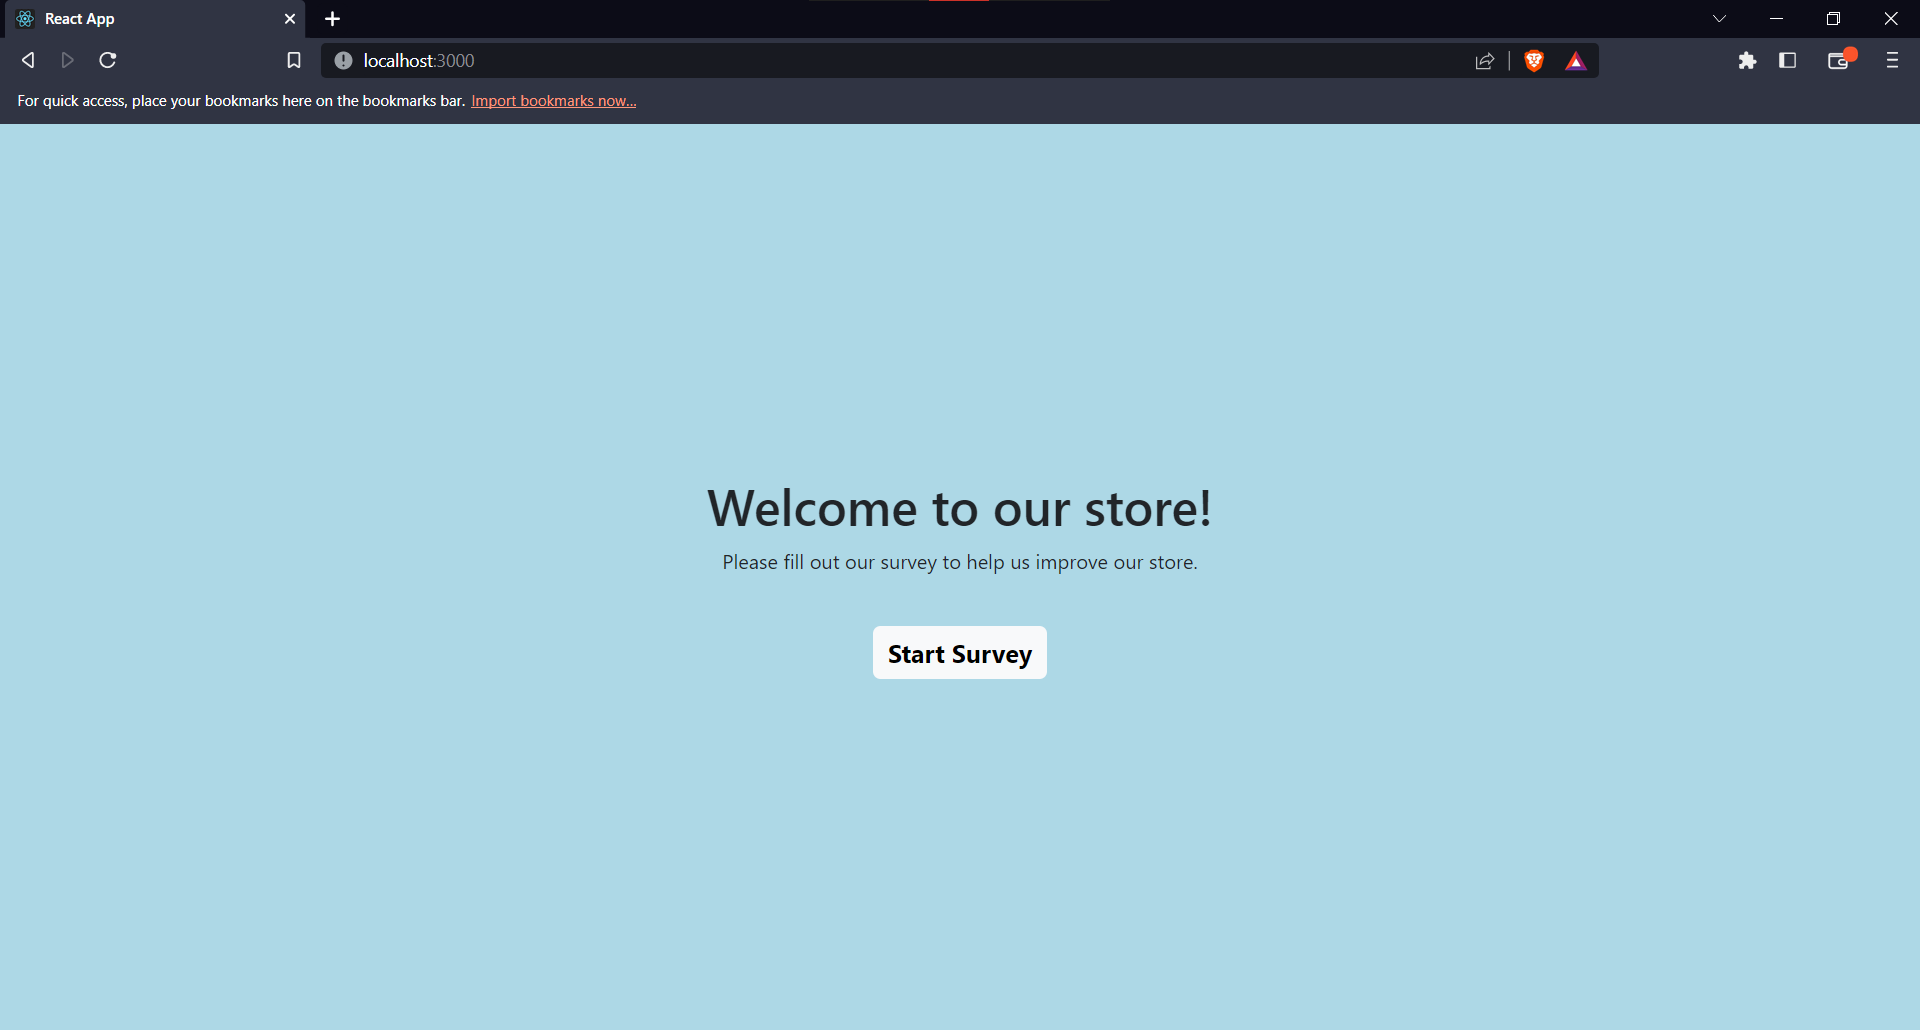 React App
localhost:3000
For quick access, place your bookmarks here on the bookmarks bar. Import bookmarks now...
Welcome to our store!
Please fill out our survey to help us improve our store.
Start Survey